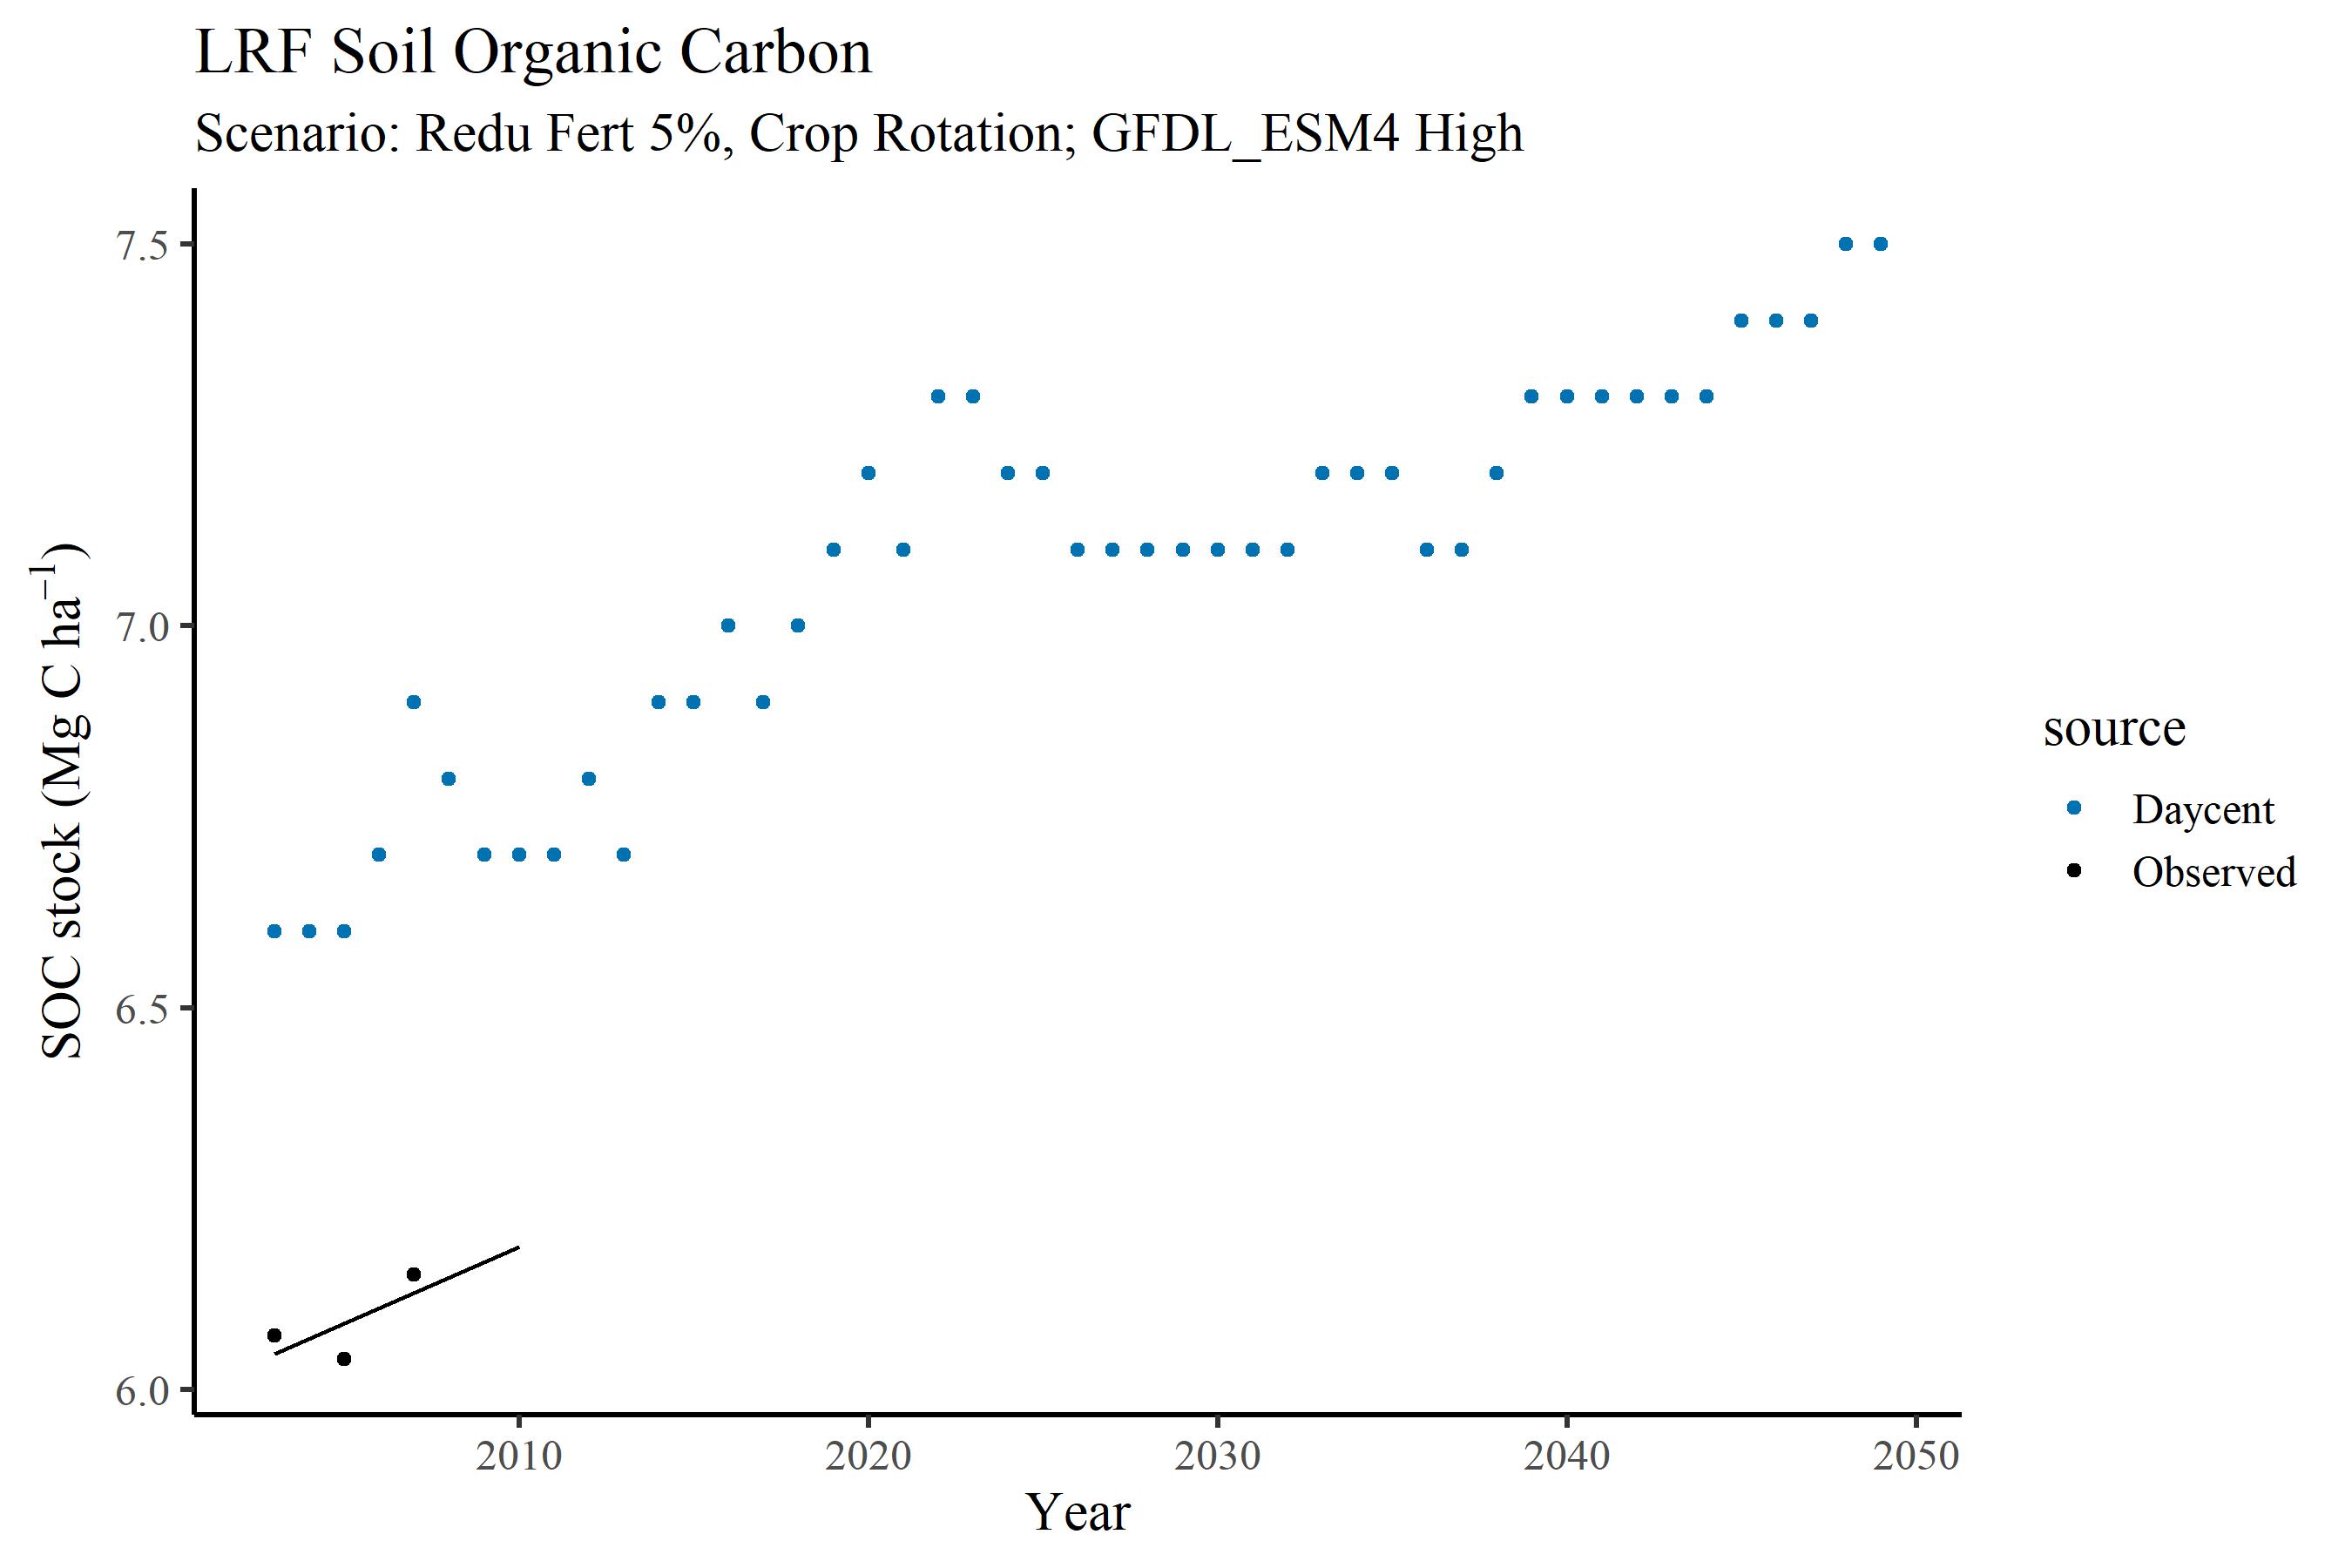 LRF Soil Organic Carbon
Scenario: Redu Fert 5%, Crop Rotation; GFDL_ESM4 High
SOC stock (Mg C ha⁻¹)
7.5
7.0
6.5
6.0
2010 2020 2030 2040 2050
Year
source
Daycent
Observed